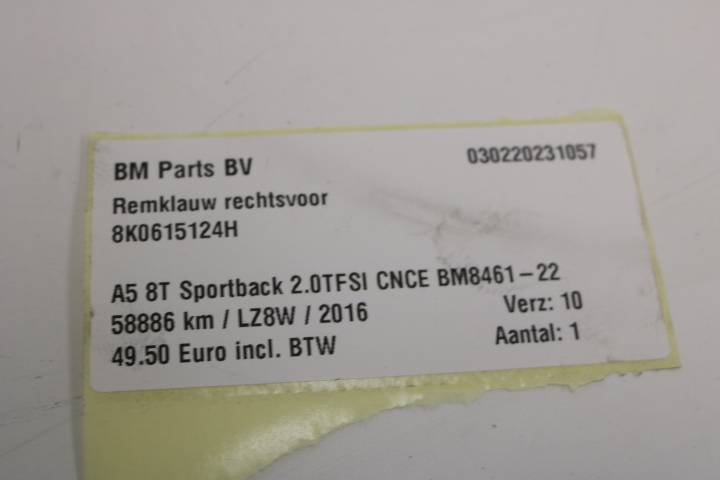 BM Parts BV 030220231057
Remklauw rechtsvoor
8K0615124H
A5 8T Sportback 2.0TFSI CNCE BM8461-22
58886 km / LZ8W / 2016 Verz: 10
49.50 Euro incl. BTW Aantal: 1